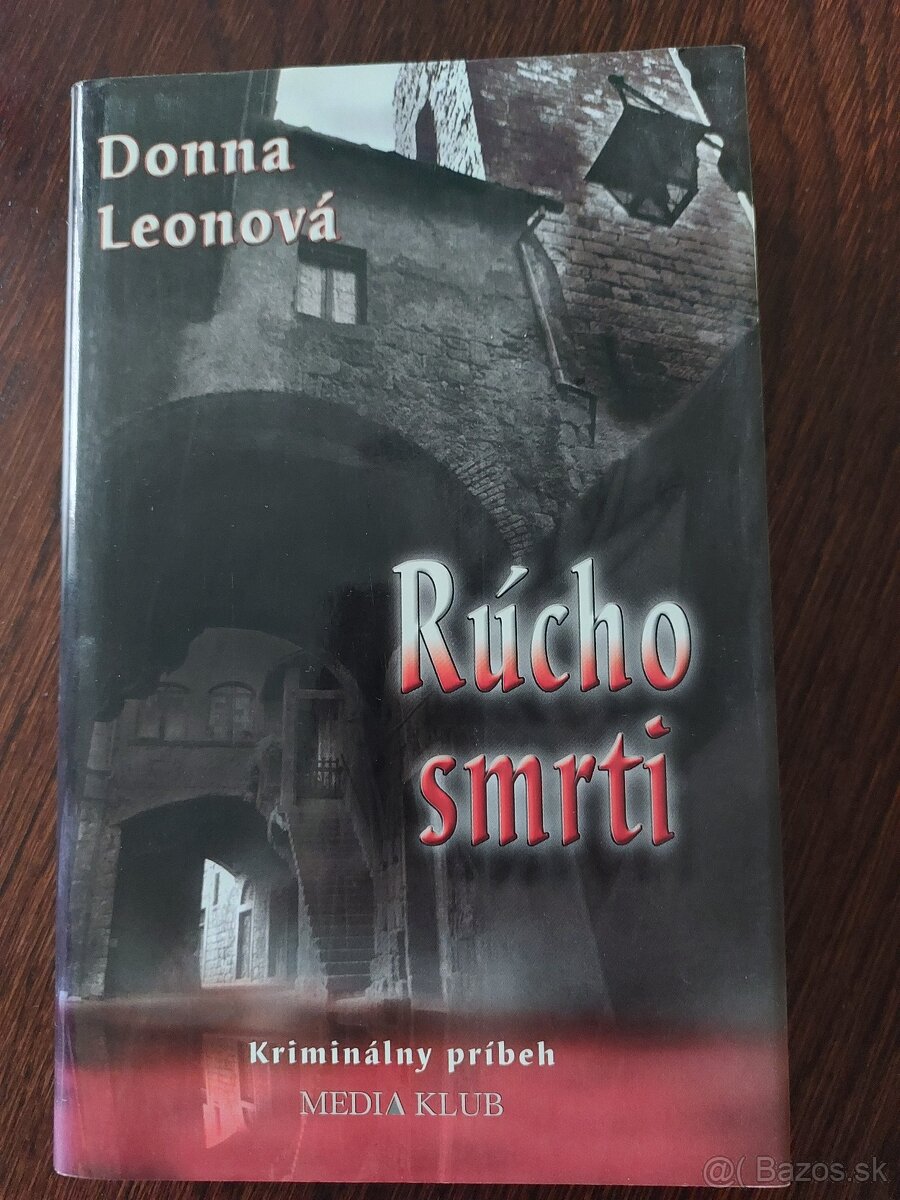 Donna
Leonová
Rúcho
smrti
Kriminálny príbeh
MEDIA KLUB
@( Bazos.sk